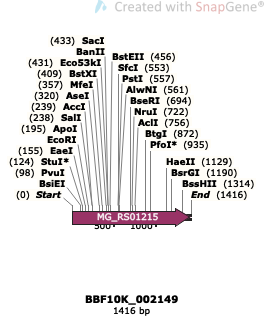 Created with SnapGene®
(433) SacI
BanII
(431) Eco53kI
(409) BstXI
(357) MfeI
(320) AseI
(239) AccI
(238) SalI
(195) ApoI
EcoRI
(155) EaeI
(124) StuI*
(98) PvuI
BsiEI
(0) Start
BstEII (456)
SfcI (553)
PstI (557)
AlwNI (561)
BseRI (694)
NruI (722)
AclI (756)
BtgI (872)
PfoI* (935)
HaeII (1129)
BsrGI (1190)
BssHII (1314)
End (1416)
MG_RS01215
500
1000
BBF10K_002149
1416 bp